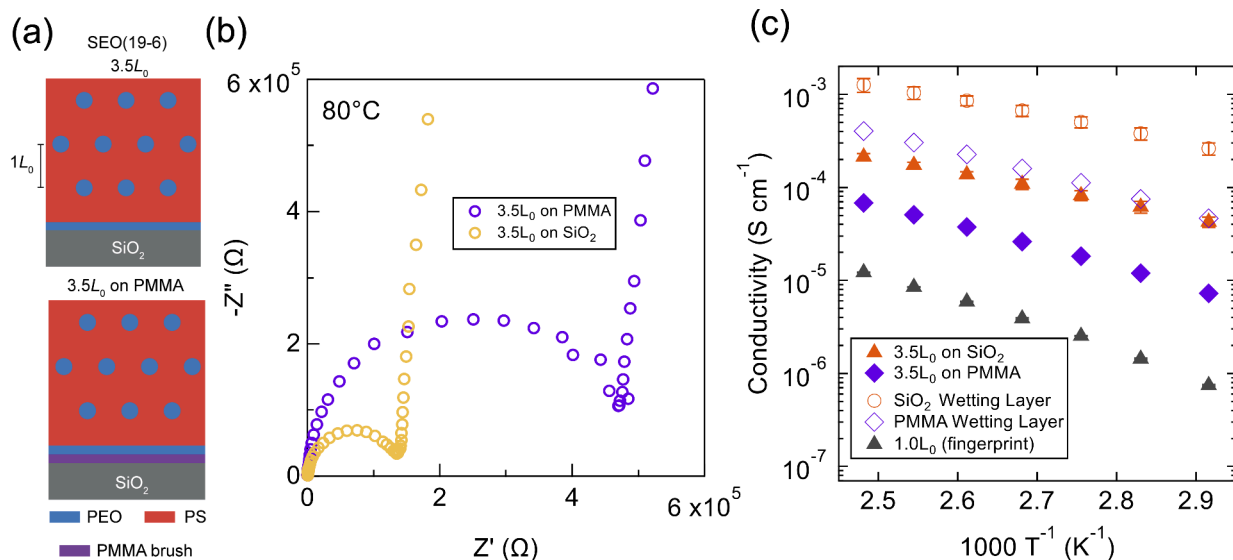 (a)
SEO(19-6)
3.5L₀
1L₀
SiO₂
3.5L₀ on PMMA
SiO₂
PEO
PS
PMMA brush
(b)
6 x10⁵
80°C
4
2
0
-Z" (Ω)
3.5L₀ on PMMA
3.5L₀ on SiO₂
0
2
4
6 x10⁵
Z' (Ω)
(c)
10⁻³
10⁻⁴
10⁻⁵
10⁻⁶
10⁻⁷
Conductivity (S cm⁻¹)
3.5L₀ on SiO₂
3.5L₀ on PMMA
SiO₂ Wetting Layer
PMMA Wetting Layer
1.0L₀ (fingerprint)
2.5
2.6
2.7
2.8
2.9
1000 T⁻¹ (K⁻¹)